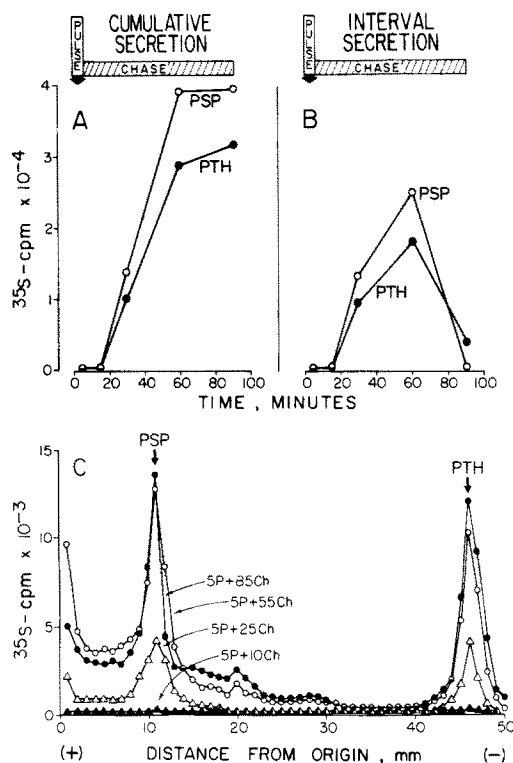 CUMULATIVE SECRETION
INTERVAL SECRETION
PULSE
CHASE
PULSE
CHASE
A
B
4
3
2
1
0
35S-cpm x 10-4
PSP
PTH
PSP
PTH
0 20 40 60 80 100
0 20 40 60 80 100
TIME, MINUTES
C
PSP
PTH
15
10
5
0
35S-cpm x 10-3
5P+85Ch
5P+55Ch
5P+25Ch
5P+10Ch
0 10 20 30 40 50
(+) DISTANCE FROM ORIGIN, mm (-)